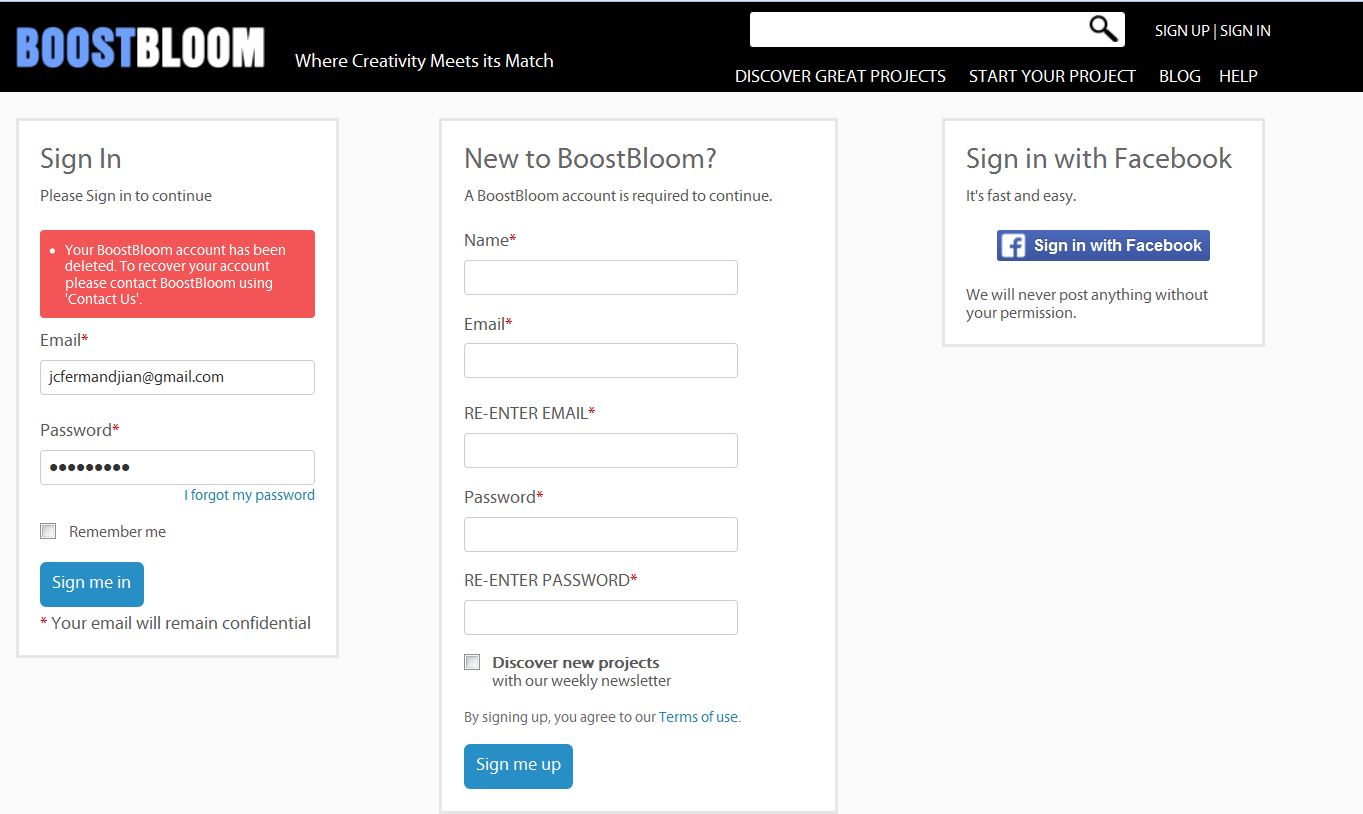 BOOSTBLOOM
Where Creativity Meets its Match
SIGN UP | SIGN IN
DISCOVER GREAT PROJECTS START YOUR PROJECT BLOG HELP
Sign In
Please Sign in to continue
• Your BoostBloom account has been
deleted. To recover your account
please contact BoostBloom using
'Contact Us'.
Email*
jcfermandjian@gmail.com
Password*
•••••••••
I forgot my password
Remember me
Sign me in
* Your email will remain confidential
New to BoostBloom?
A BoostBloom account is required to continue.
Name*
Email*
RE-ENTER EMAIL*
Password*
RE-ENTER PASSWORD*
Discover new projects
with our weekly newsletter
By signing up, you agree to our Terms of use.
Sign me up
Sign in with Facebook
It's fast and easy.
f Sign in with Facebook
We will never post anything without
your permission.